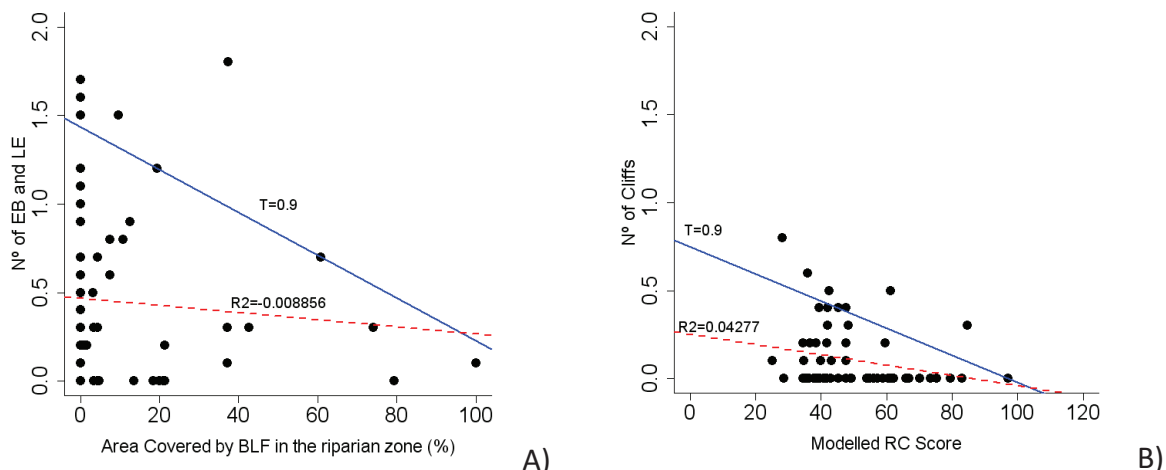 Nº of EB and LE
2.0
1.5
1.0
0.5
0.0
T=0.9
R2=-0.008856
0 20 40 60 80 100
Area Covered by BLF in the riparian zone (%)
A)
Nº of Cliffs
2.0
1.5
1.0
0.5
0.0
T=0.9
R2=0.04277
0 20 40 60 80 100 120
Modelled RC Score
B)